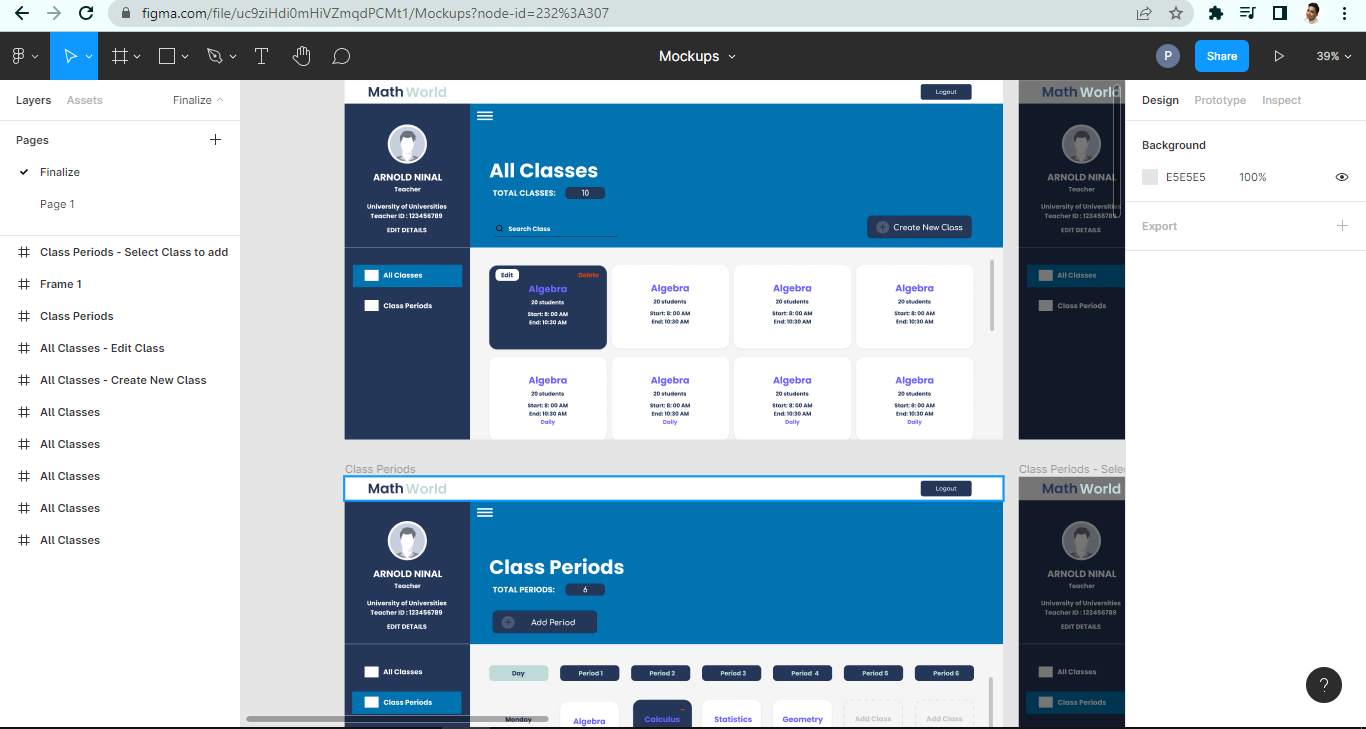 figma.com/file/uc9ziHdi0mHiVZmqdPCMt1/Mockups?node-id=232%3A307
Mockups
P
Share
39%
Layers Assets Finalize
Pages
Finalize
Page 1
Class Periods - Select Class to add
Frame 1
Class Periods
All Classes - Edit Class
All Classes - Create New Class
All Classes
All Classes
All Classes
All Classes
All Classes
Math World Logout
ARNOLD NINAL
Teacher
University of Universities
Teacher ID : 123456789
EDIT DETAILS
All Classes
Class Periods
All Classes
TOTAL CLASSES: 10
Search Class
Create New Class
Edit Delete
Algebra Algebra Algebra Algebra
20 students 20 students 20 students 20 students
Start: 8: 00 AM Start: 8: 00 AM Start: 8: 00 AM Start: 8: 00 AM
End: 10:30 AM End: 10:30 AM End: 10:30 AM End: 10:30 AM
Algebra Algebra Algebra Algebra
20 students 20 students 20 students 20 students
Start: 8: 00 AM Start: 8: 00 AM Start: 8: 00 AM Start: 8: 00 AM
End: 10:30 AM End: 10:30 AM End: 10:30 AM End: 10:30 AM
Daily Daily Daily Daily
Math World
ARNOLD NINAL
Teacher
University of Universities
Teacher ID : 123456789
EDIT DETAILS
All Classes
Class Periods
Class Periods
Math World Logout
ARNOLD NINAL
Teacher
University of Universities
Teacher ID : 123456789
EDIT DETAILS
All Classes
Class Periods
Class Periods
TOTAL PERIODS: 6
Add Period
Day Period 1 Period 2 Period 3 Period 4 Period 5 Period 6
Monday Algebra Calculus Statistics Geometry Add Class Add Class
Class Periods - Sele
Math World
ARNOLD NINAL
Teacher
University of Universities
Teacher ID : 123456789
EDIT DETAILS
All Classes
Class Periods
Design Prototype Inspect
Background
E5E5E5 100%
Export
?